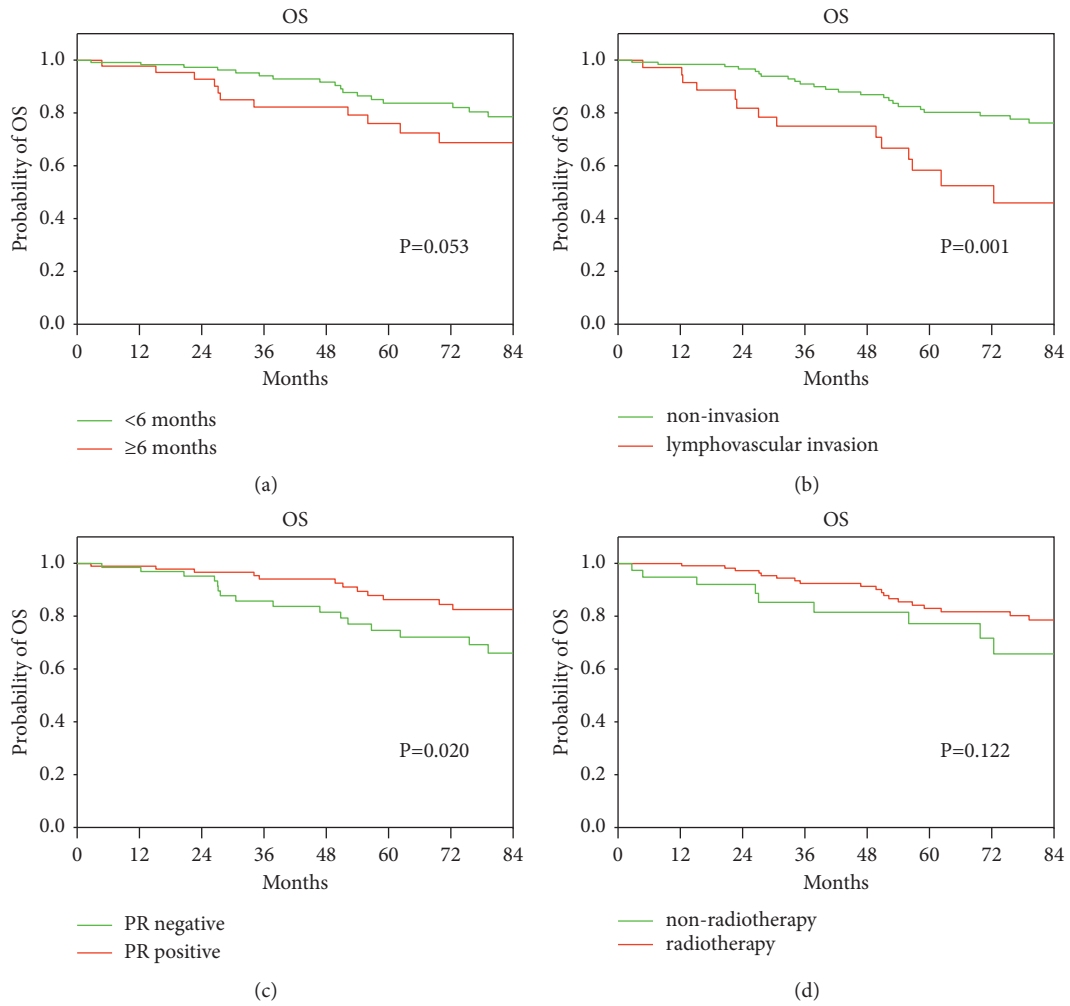 OS
Probability of OS
1.0
0.8
0.6
0.4
0.2
0.0
P=0.053
0 12 24 36 48 60 72 84
Months
<6 months
≥6 months
(a)
OS
Probability of OS
1.0
0.8
0.6
0.4
0.2
0.0
P=0.001
0 12 24 36 48 60 72 84
Months
non-invasion
lymphovascular invasion
(b)
OS
Probability of OS
1.0
0.8
0.6
0.4
0.2
0.0
P=0.020
0 12 24 36 48 60 72 84
Months
PR negative
PR positive
(c)
OS
Probability of OS
1.0
0.8
0.6
0.4
0.2
0.0
P=0.122
0 12 24 36 48 60 72 84
Months
non-radiotherapy
radiotherapy
(d)